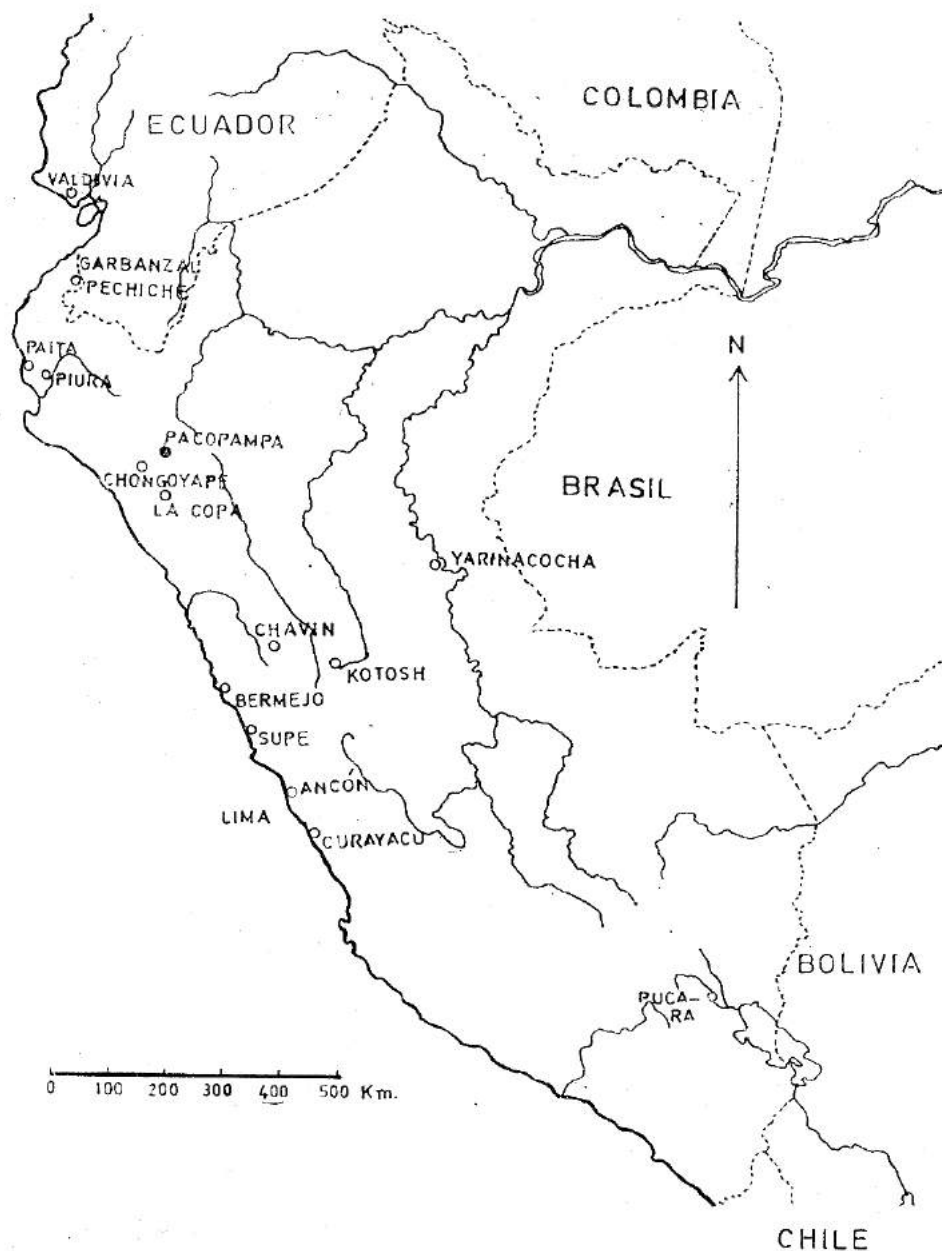 COLOMBIA
ECUADOR
VALDIVIA
GARBANZAL
PECHICHE
N
PAITA
PIURA
PACOPAMPA
CHONGOYAPE
LA COPA
BRASIL
YARINACOCHA
CHAVIN
KOTOSH
BERMEJO
SUPE
ANCÓN
LIMA
CURAYACU
BOLIVIA
PUCA-
RA
0 100 200 300 400 500 Km.
CHILE